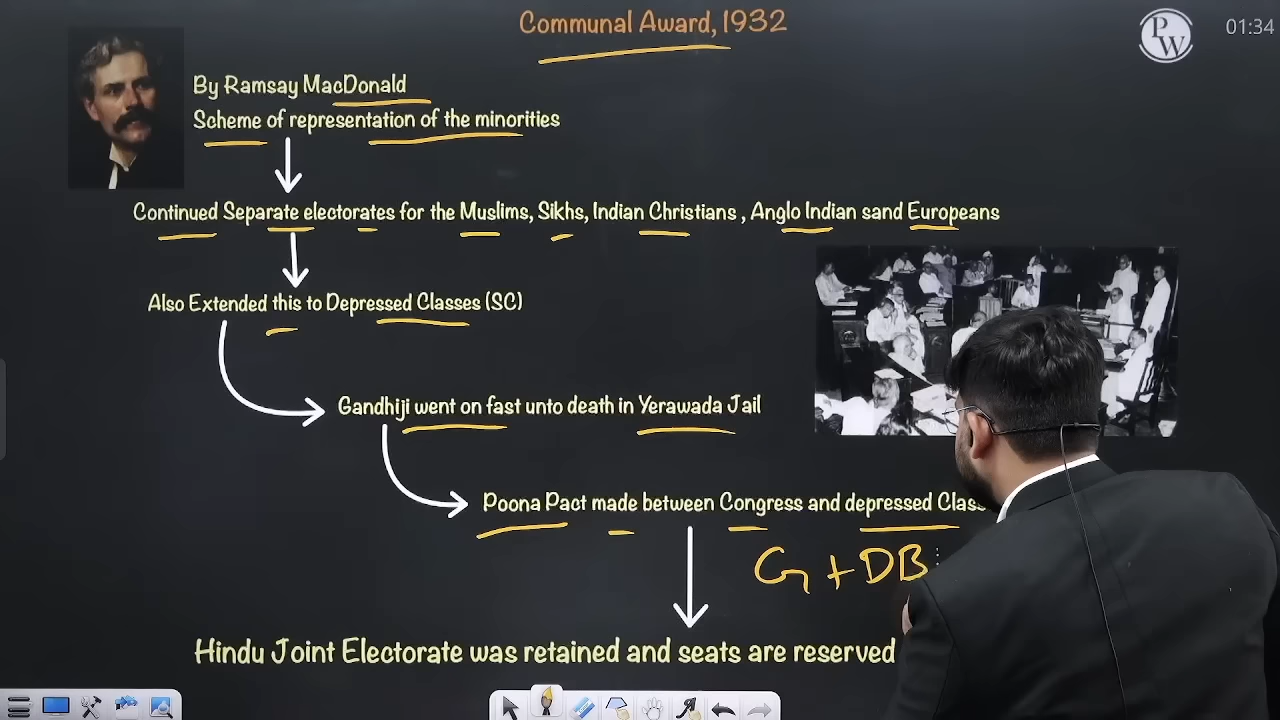 Communal Award, 1932
PW
01:34
By Ramsay MacDonald
Scheme of representation of the minorities
Continued Separate electorates for the Muslims, Sikhs, Indian Christians , Anglo Indian sand Europeans
Also Extended this to Depressed Classes (SC)
Gandhiji went on fast unto death in Yerawada Jail
Poona Pact made between Congress and depressed Class
G + DB
Hindu Joint Electorate was retained and seats are reserved